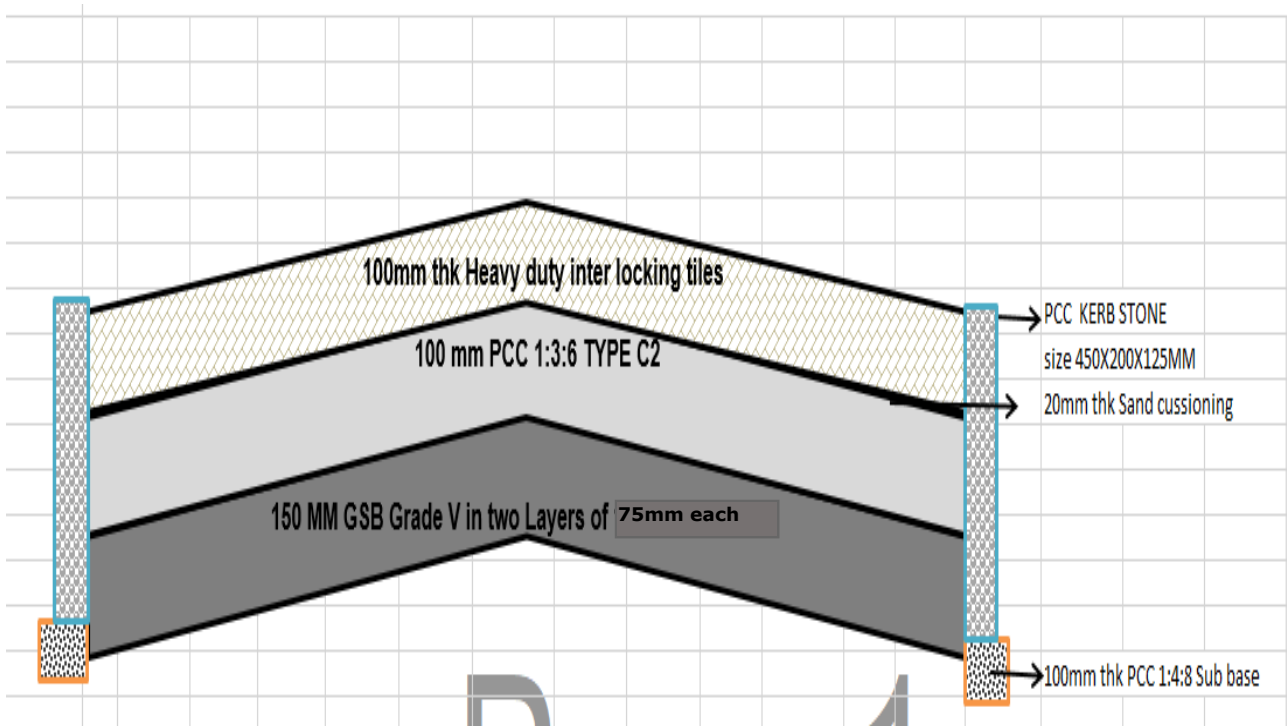 100mm thk Heavy duty inter locking tiles
PCC KERB STONE
size 450X200X125MM
100 mm PCC 1:3:6 TYPE C2
20mm thk Sand cussioning
150 MM GSB Grade V in two Layers of 75mm each
100mm thk PCC 1:4:8 Sub base